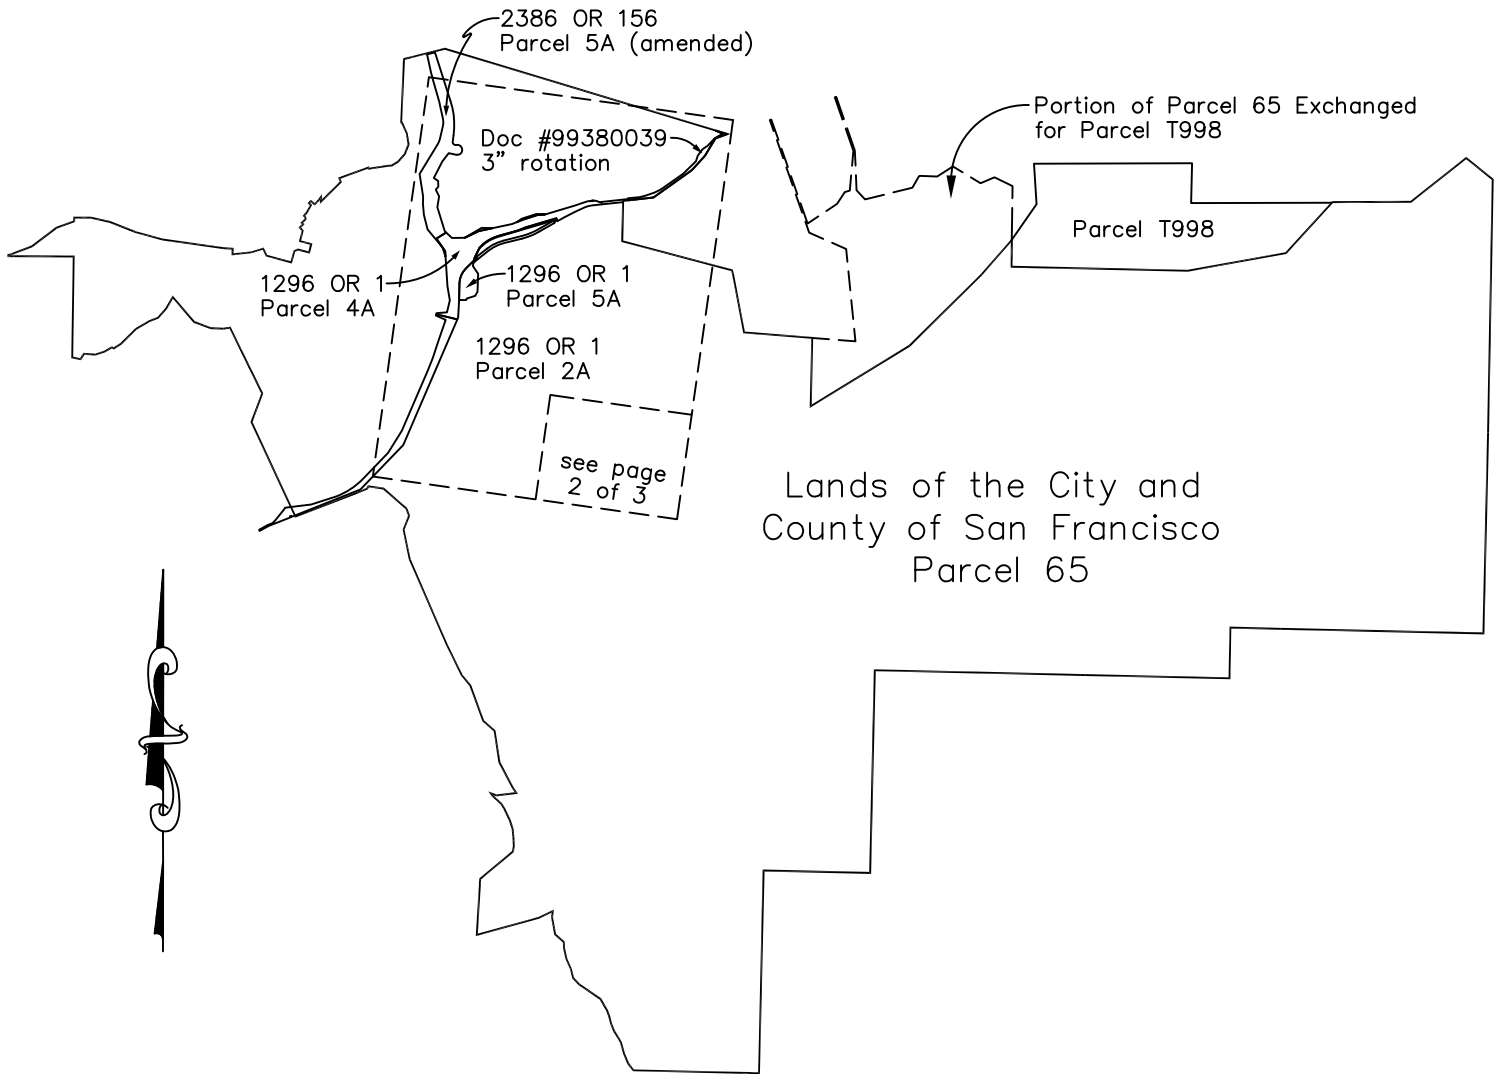 2386 OR 156
Parcel 5A (amended)
Portion of Parcel 65 Exchanged
for Parcel T998
Doc #99380039
3" rotation
Parcel T998
1296 OR 1
Parcel 4A
1296 OR 1
Parcel 5A
1296 OR 1
Parcel 2A
see page
2 of 3
Lands of the City and
County of San Francisco
Parcel 65